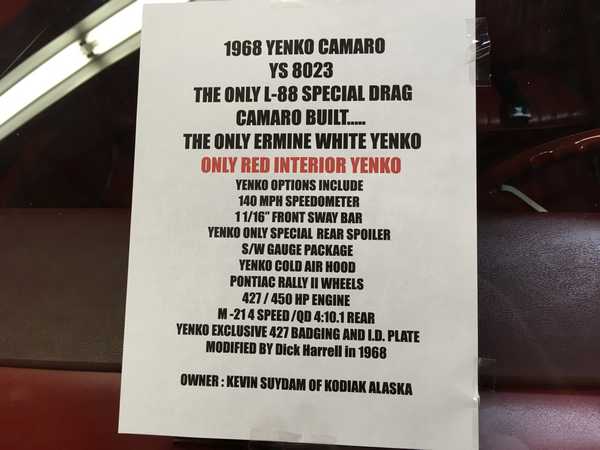 1968 YENKO CAMARO
YS 8023
THE ONLY L-88 SPECIAL DRAG
CAMARO BUILT.....
THE ONLY ERMINE WHITE YENKO
ONLY RED INTERIOR YENKO
YENKO OPTIONS INCLUDE
140 MPH SPEEDOMETER
1 1/16” FRONT SWAY BAR
YENKO ONLY SPECIAL REAR SPOILER
S/W GAUGE PACKAGE
YENKO COLD AIR HOOD
PONTIAC RALLY II WHEELS
427 / 450 HP ENGINE
M -21 4 SPEED /QD 4:10.1 REAR
YENKO EXCLUSIVE 427 BADGING AND I.D. PLATE
MODIFIED BY Dick Harrell in 1968
OWNER : KEVIN SUYDAM OF KODIAK ALASKA